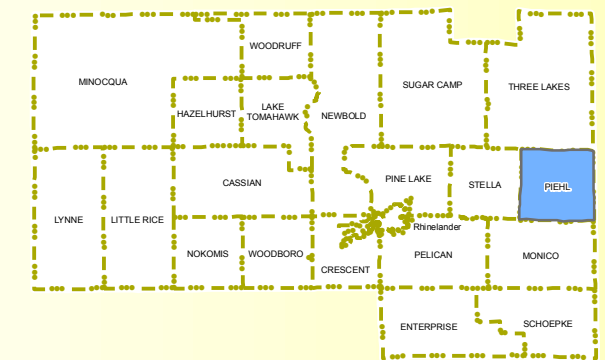 WOODRUFF
MINOCQUA
SUGAR CAMP
THREE LAKES
HAZELHURST
LAKE
TOMAHAWK
NEWBOLD
CASSIAN
PINE LAKE
STELLA
PIEHL
LYNNE
LITTLE RICE
Rhinelander
NOKOMIS
WOODBORO
CRESCENT
PELICAN
MONICO
ENTERPRISE
SCHOEPKE